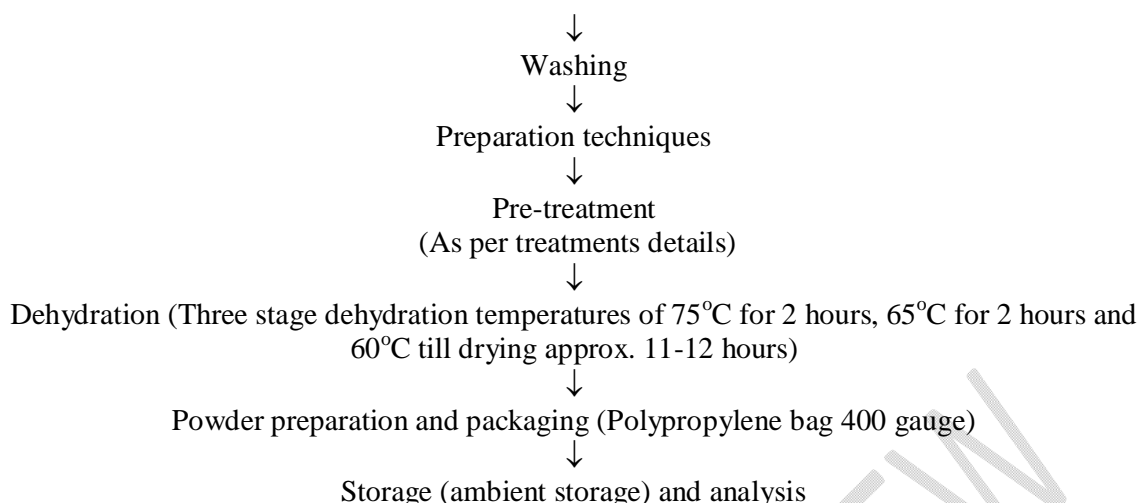 ↓
Washing
↓
Preparation techniques
↓
Pre-treatment
(As per treatments details)
↓
Dehydration (Three stage dehydration temperatures of 75°C for 2 hours, 65°C for 2 hours and
60°C till drying approx. 11-12 hours)
↓
Powder preparation and packaging (Polypropylene bag 400 gauge)
↓
Storage (ambient storage) and analysis